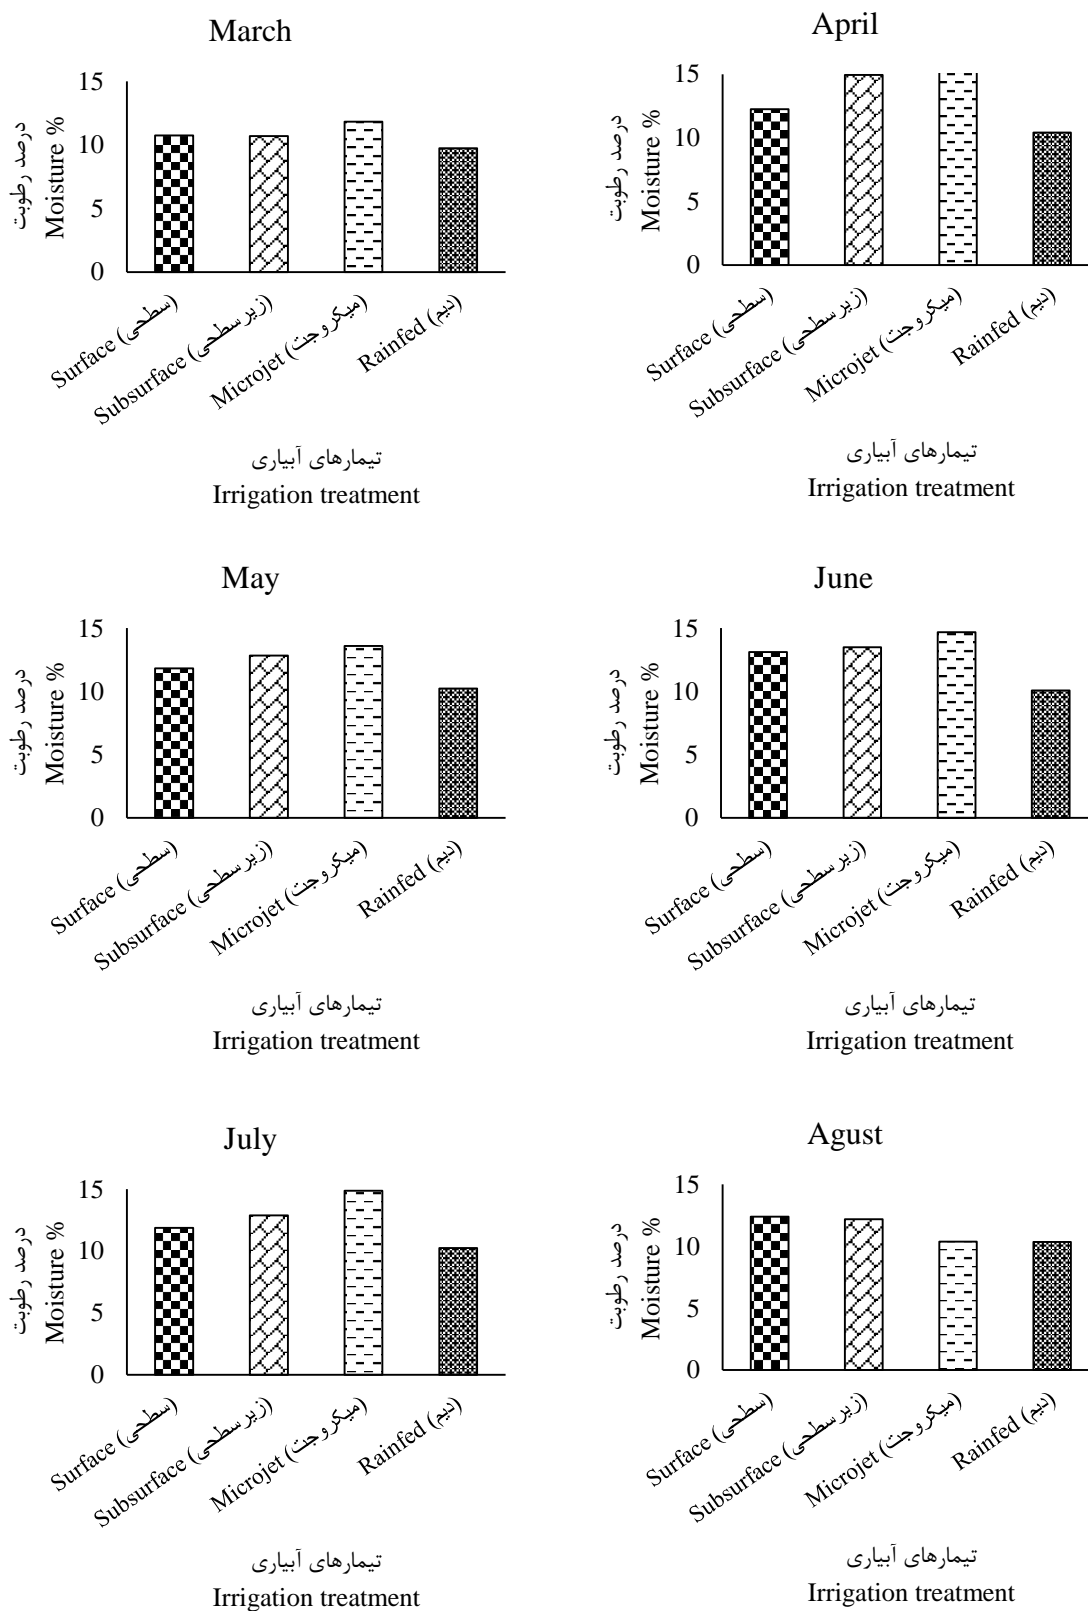 March
15
10
5
0
درصد رطوبت
Moisture %
Surface (سطحی)
Subsurface (زیرسطحی)
Microjet (میکروجت)
Rainfed (دیم)
تیمارهای آبیاری
Irrigation treatment
April
15
10
5
0
درصد رطوبت
Moisture %
Surface (سطحی)
Subsurface (زیرسطحی)
Microjet (میکروجت)
Rainfed (دیم)
تیمارهای آبیاری
Irrigation treatment
May
15
10
5
0
درصد رطوبت
Moisture %
Surface (سطحی)
Subsurface (زیرسطحی)
Microjet (میکروجت)
Rainfed (دیم)
تیمارهای آبیاری
Irrigation treatment
June
15
10
5
0
درصد رطوبت
Moisture %
Surface (سطحی)
Subsurface (زیرسطحی)
Microjet (میکروجت)
Rainfed (دیم)
تیمارهای آبیاری
Irrigation treatment
July
15
10
5
0
درصد رطوبت
Moisture %
Surface (سطحی)
Subsurface (زیرسطحی)
Microjet (میکروجت)
Rainfed (دیم)
تیمارهای آبیاری
Irrigation treatment
Agust
15
10
5
0
درصد رطوبت
Moisture %
Surface (سطحی)
Subsurface (زیرسطحی)
Microjet (میکروجت)
Rainfed (دیم)
تیمارهای آبیاری
Irrigation treatment